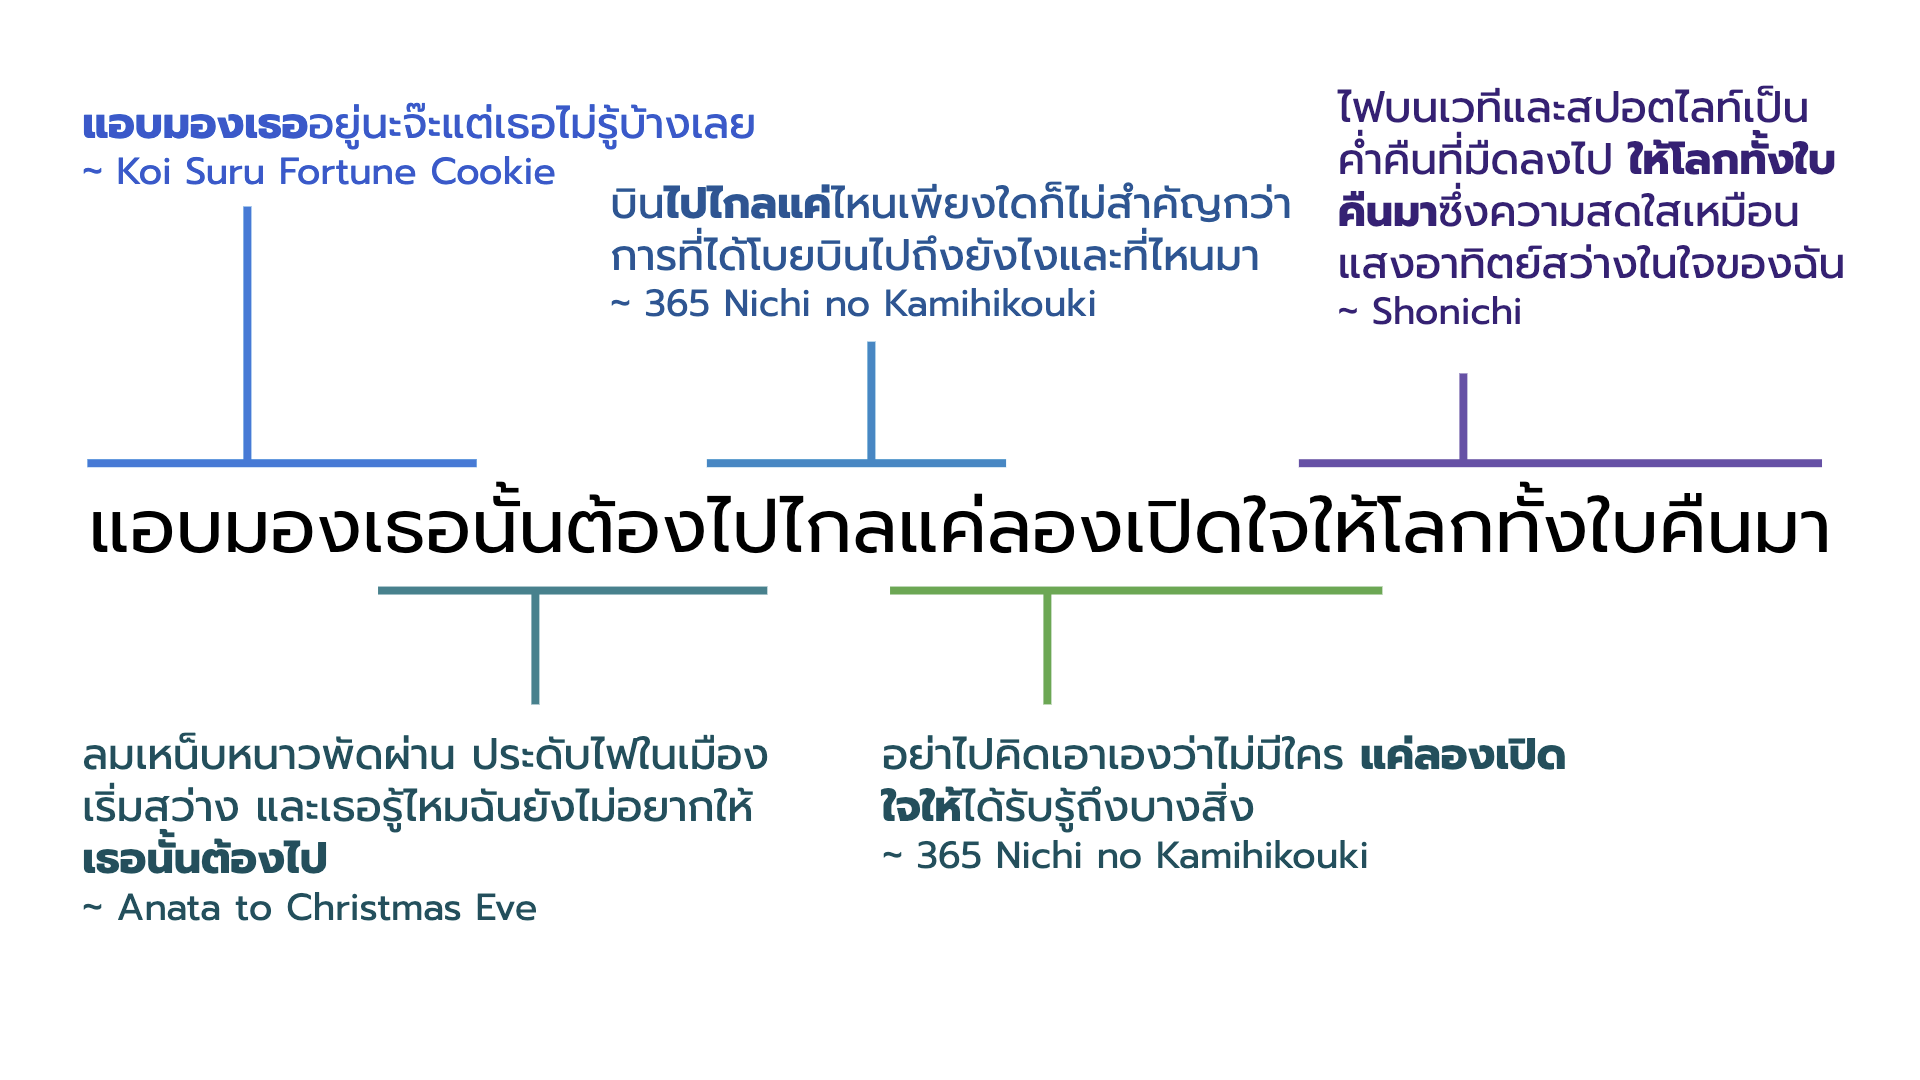 แอบมองเธออยู่นะจ๊ะแต่เธอไม่รู้บ้างเลย
~ Koi Suru Fortune Cookie
บินไปไกลแค่ไหนเพียงใดก็ไม่สำคัญกว่า
การที่ได้โบยบินไปถึงยังไงและที่ไหนมา
~ 365 Nichi no Kamihikouki
ไฟบนเวทีและสปอตไลท์เป็น
ค่ำคืนที่มืดลงไป ให้โลกทั้งใบ
คืนมาซึ่งความสดใสเหมือน
แสงอาทิตย์สว่างในใจของฉัน
~ Shonichi
แอบมองเธอนั้นต้องไปไกลแค่ลองเปิดใจให้โลกทั้งใบคืนมา
ลมเหน็บหนาวพัดผ่าน ประดับไฟในเมือง
เริ่มสว่าง และเธอรู้ไหมฉันยังไม่อยากให้
เธอนั้นต้องไป
~ Anata to Christmas Eve
อย่าไปคิดเอาเองว่าไม่มีใคร แค่ลองเปิด
ใจให้ได้รับรู้ถึงบางสิ่ง
~ 365 Nichi no Kamihikouki